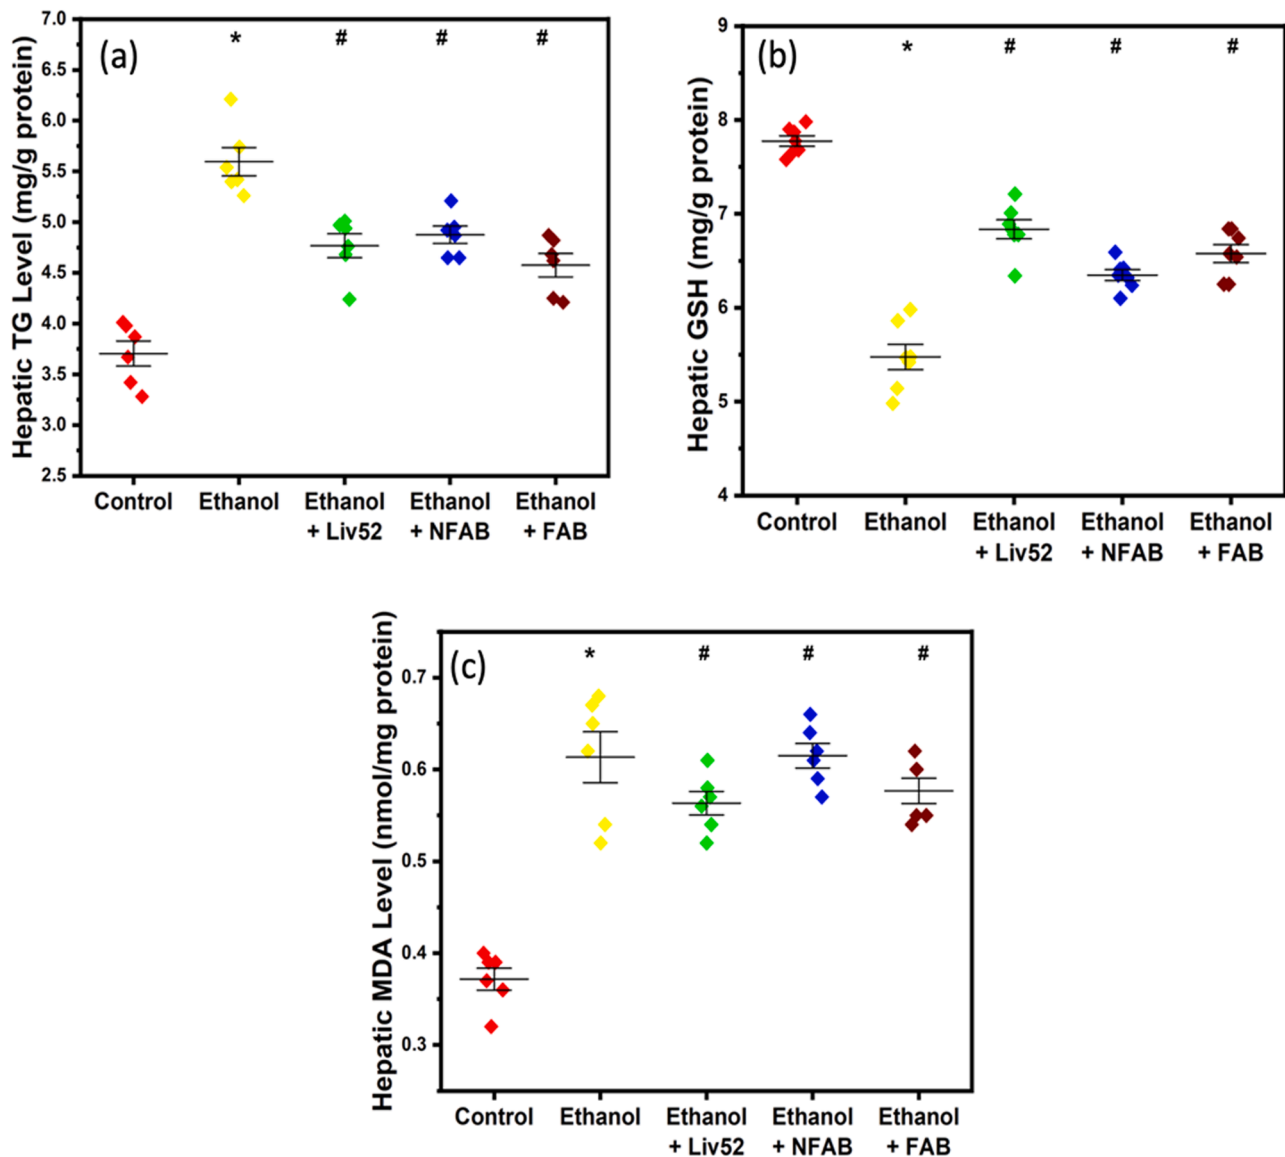 (a)
* # # #
Hepatic TG Level (mg/g protein)
7.0
6.5
6.0
5.5
5.0
4.5
4.0
3.5
3.0
2.5
Control Ethanol Ethanol Ethanol Ethanol
+ Liv52 + NFAB + FAB
(b)
* # # #
Hepatic GSH (mg/g protein)
9
8
7
6
5
4
Control Ethanol Ethanol Ethanol Ethanol
+ Liv52 + NFAB + FAB
(c)
* # # #
Hepatic MDA Level (nmol/mg protein)
0.7
0.6
0.5
0.4
0.3
Control Ethanol Ethanol Ethanol Ethanol
+ Liv52 + NFAB + FAB